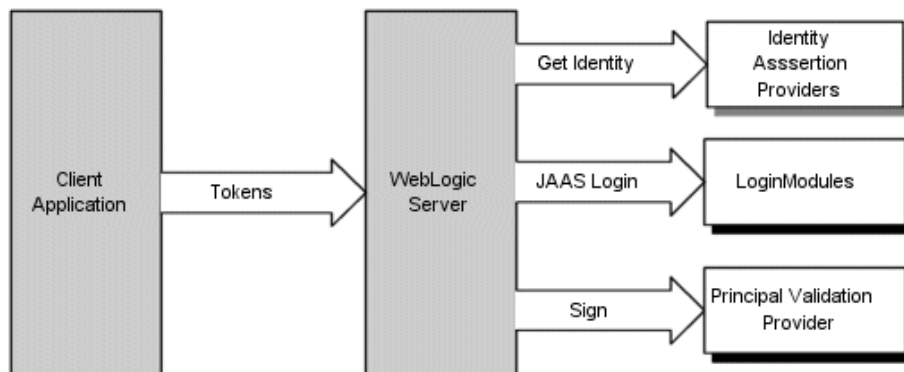 Client
Application
Tokens
WebLogic
Server
Get Identity
Identity
Asssertion
Providers
JAAS Login
LoginModules
Sign
Principal Validation
Provider